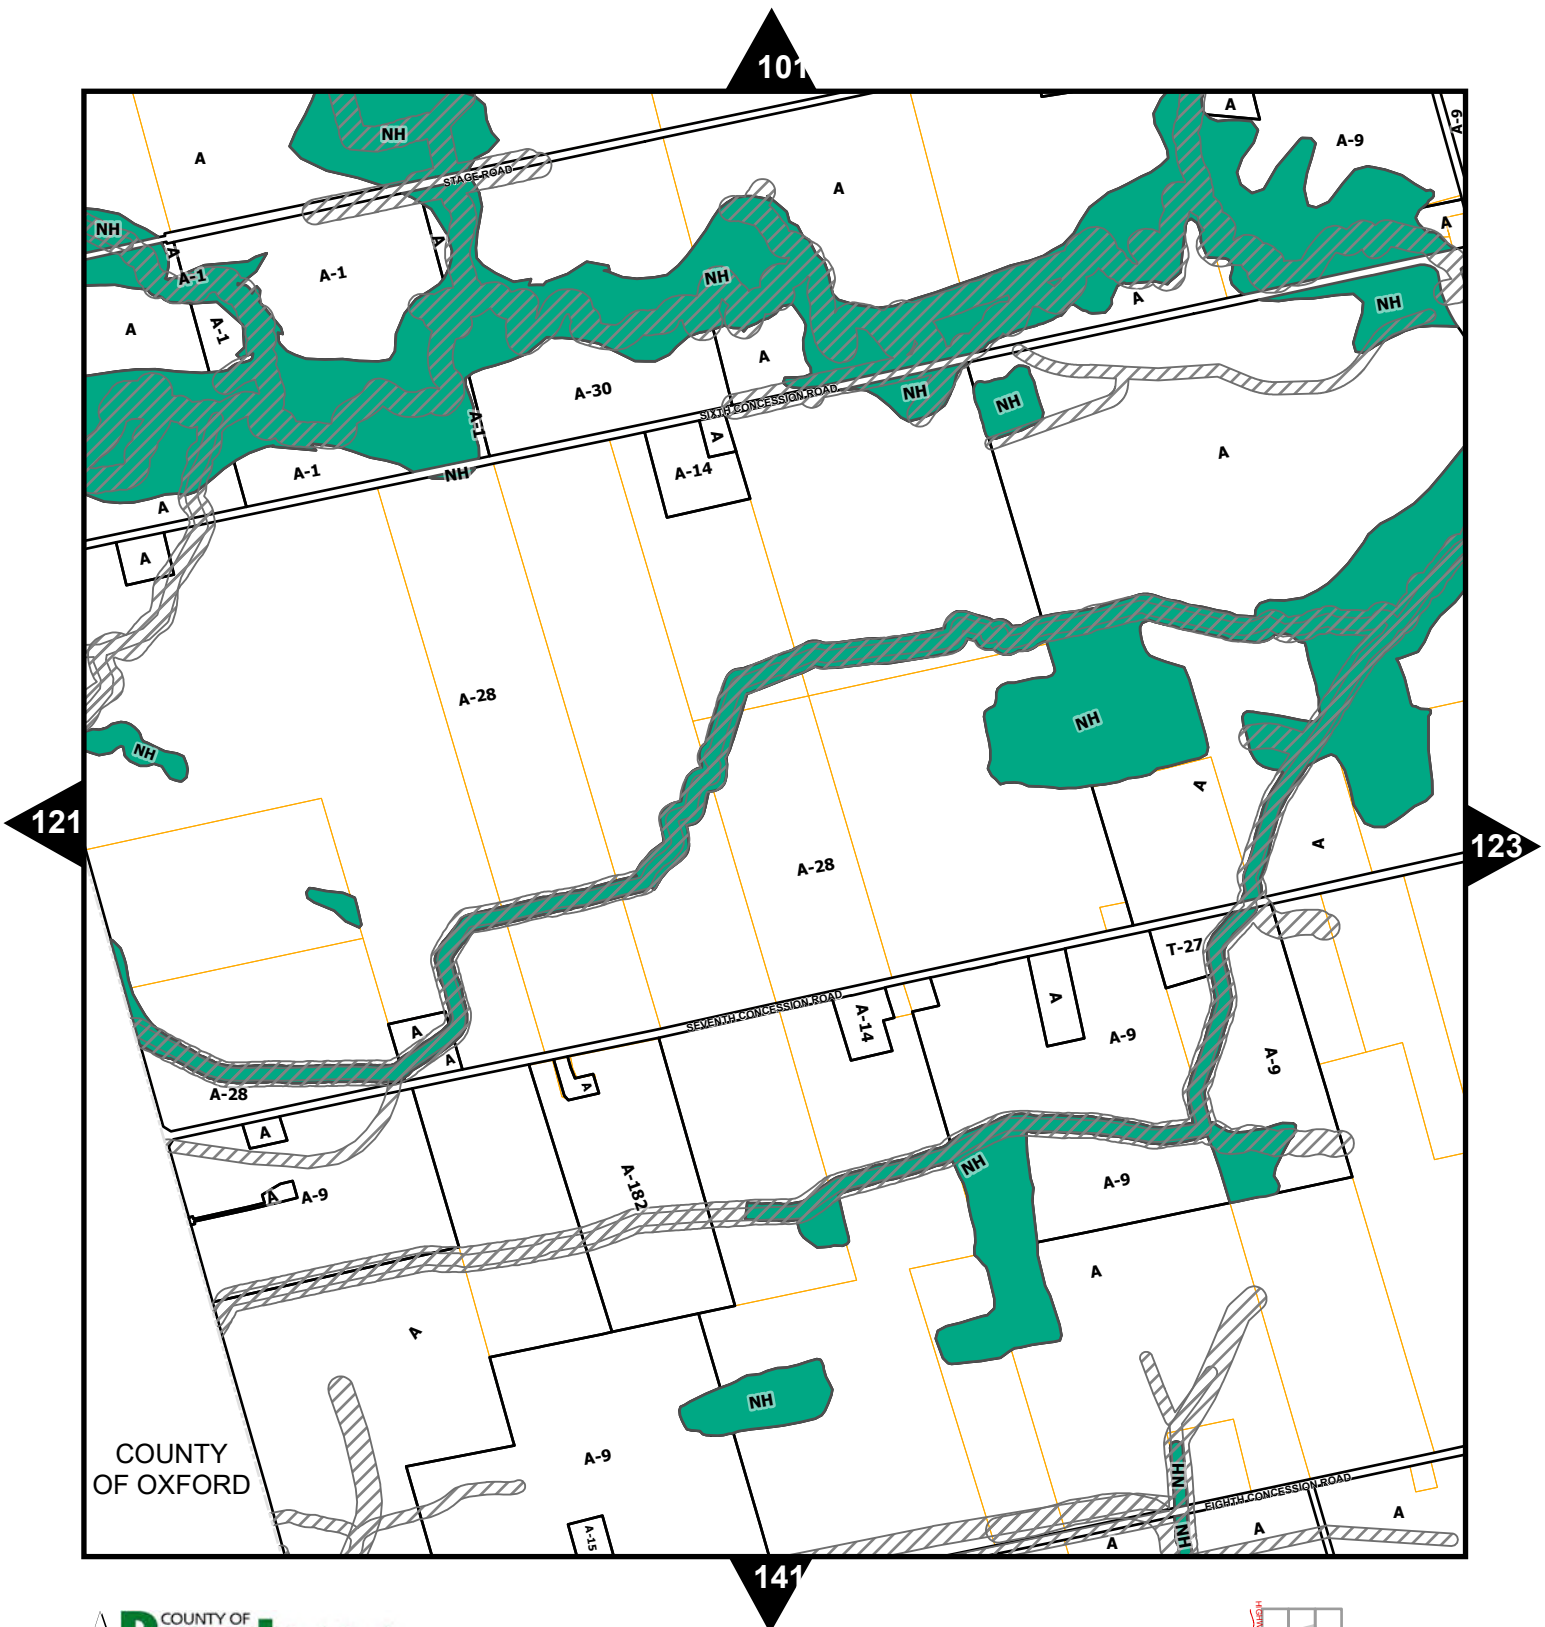 101
A
A-9
NH
A-9
A
STAGE ROAD
A
NH
A
A
A
A-1
A-1
NH
A
NH
A
A-1
A
A-30
NH
NH
SIXTH CONCESSION ROAD
A-1
A
A
A-14
A-1
NH
A
A
A-28
NH
NH
A
121
123
A
A-28
T-27
A
SEVENTH CONCESSION ROAD
A-14
A
A
A-9
A-9
A
A-28
A
NH
A-182
A-9
A
A-9
A
A
NH
COUNTY
OF OXFORD
A-9
NH
EIGHTH CONCESSION ROAD
A
A
A-15
NH
A
141
COUNTY OF